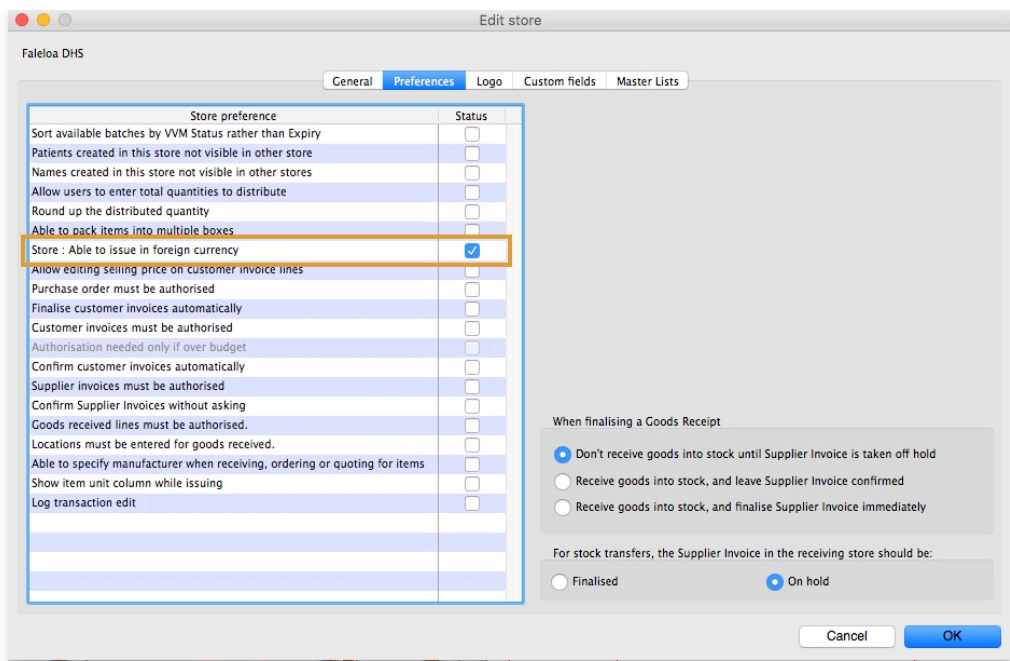 Edit store
Faleloa DHS
General Preferences Logo Custom fields Master Lists
Store preference Status
Sort available batches by VVM Status rather than Expiry
Patients created in this store not visible in other store
Names created in this store not visible in other stores
Allow users to enter total quantities to distribute
Round up the distributed quantity
Able to pack items into multiple boxes
Store : Able to issue in foreign currency
Allow editing selling price on customer invoice lines
Purchase order must be authorised
Finalise customer invoices automatically
Customer invoices must be authorised
Authorisation needed only if over budget
Confirm customer invoices automatically
Supplier invoices must be authorised
Confirm Supplier Invoices without asking
Goods received lines must be authorised.
Locations must be entered for goods received.
Able to specify manufacturer when receiving, ordering or quoting for items
Show item unit column while issuing
Log transaction edit
When finalising a Goods Receipt
Don't receive goods into stock until Supplier Invoice is taken off hold
Receive goods into stock, and leave Supplier Invoice confirmed
Receive goods into stock, and finalise Supplier Invoice immediately
For stock transfers, the Supplier Invoice in the receiving store should be:
Finalised On hold
Cancel OK